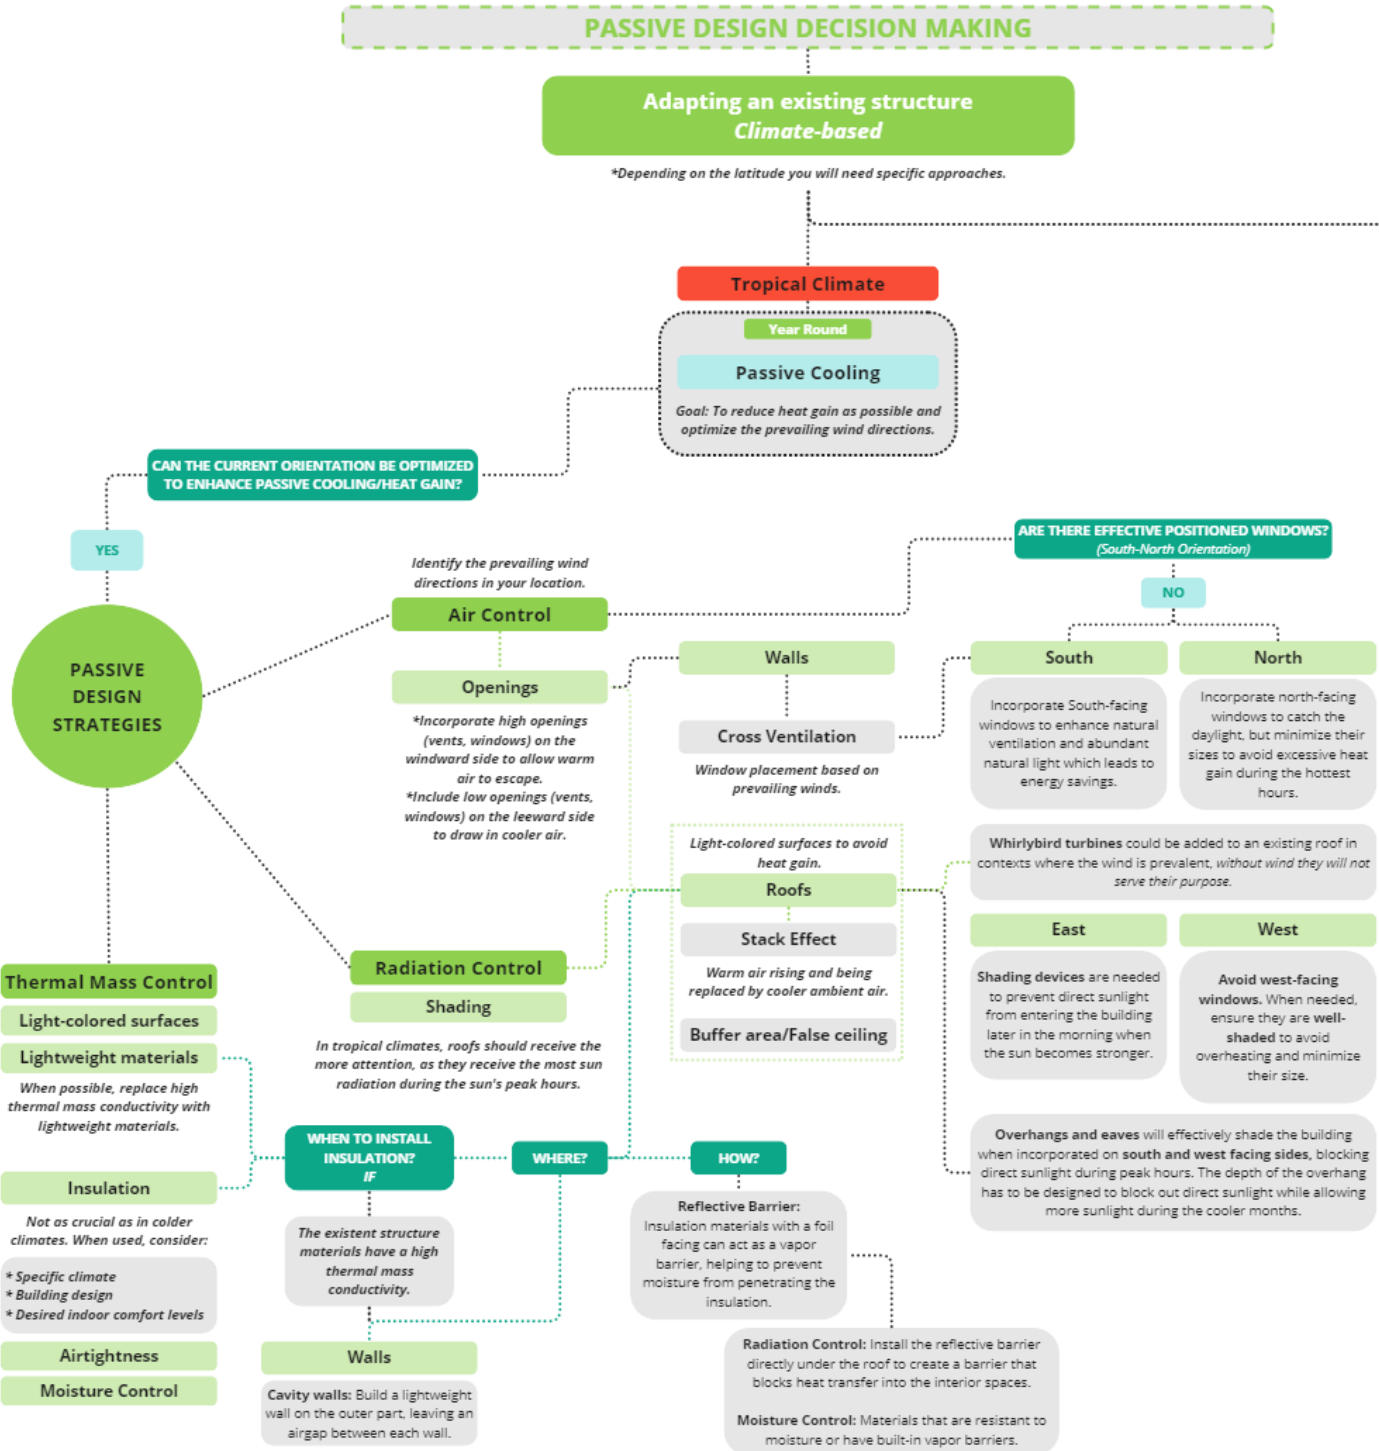 PASSIVE DESIGN DECISION MAKING
Adapting an existing structure
Climate-based
*Depending on the latitude you will need specific approaches.
Tropical Climate
Year Round
Passive Cooling
Goal: To reduce heat gain as possible and
optimize the prevailing wind directions.
CAN THE CURRENT ORIENTATION BE OPTIMIZED
TO ENHANCE PASSIVE COOLING/HEAT GAIN?
YES
PASSIVE
DESIGN
STRATEGIES
Identify the prevailing wind
directions in your location.
Air Control
Openings
*Incorporate high openings
(vents, windows) on the
windward side to allow warm
air to escape.
*Include low openings (vents,
windows) on the leeward side
to draw in cooler air.
Walls
Cross Ventilation
Window placement based on
prevailing winds.
ARE THERE EFFECTIVE POSITIONED WINDOWS?
(South-North Orientation)
NO
South
Incorporate South-facing
windows to enhance natural
ventilation and abundant
natural light which leads to
energy savings.
North
Incorporate north-facing
windows to catch the
daylight, but minimize their
sizes to avoid excessive heat
gain during the hottest
hours.
Light-colored surfaces to avoid
heat gain.
Roofs
Stack Effect
Warm air rising and being
replaced by cooler ambient air.
Buffer area/False ceiling
Whirlybird turbines could be added to an existing roof in
contexts where the wind is prevalent, without wind they will not
serve their purpose.
East
Shading devices are needed
to prevent direct sunlight
from entering the building
later in the morning when
the sun becomes stronger.
West
Avoid west-facing
windows. When needed,
ensure they are well-
shaded to avoid
overheating and minimize
their size.
Overhangs and eaves will effectively shade the building
when incorporated on south and west facing sides, blocking
direct sunlight during peak hours. The depth of the overhang
has to be designed to block out direct sunlight while allowing
more sunlight during the cooler months.
Radiation Control
Shading
In tropical climates, roofs should receive the
more attention, as they receive the most sun
radiation during the sun's peak hours.
Thermal Mass Control
Light-colored surfaces
Lightweight materials
When possible, replace high
thermal mass conductivity with
lightweight materials.
Insulation
Not as crucial as in colder
climates. When used, consider:
* Specific climate
* Building design
* Desired indoor comfort levels
Airtightness
Moisture Control
WHEN TO INSTALL
INSULATION?
IF
The existent structure
materials have a high
thermal mass
conductivity.
WHERE?
Walls
Cavity walls: Build a lightweight
wall on the outer part, leaving an
airgap between each wall.
HOW?
Reflective Barrier:
Insulation materials with a foil
facing can act as a vapor
barrier, helping to prevent
moisture from penetrating the
insulation.
Radiation Control: Install the reflective barrier
directly under the roof to create a barrier that
blocks heat transfer into the interior spaces.
Moisture Control: Materials that are resistant to
moisture or have built-in vapor barriers.